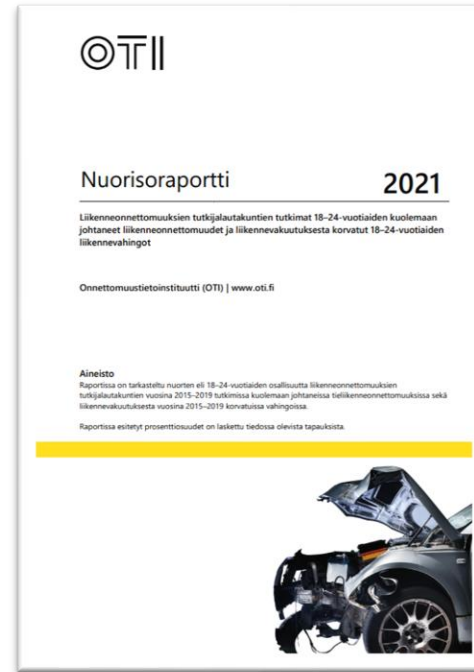 OTI
Nuorisoraportti 2021
Liikenneonnettomuuksien tutkijalautakuntien tutkimat 18–24-vuotiaiden kuolemaan
johtaneet liikenneonnettomuudet ja liikennevakuutuksesta korvatut 18–24-vuotiaiden
liikennevahingot
Onnettomuustietoinstituutti (OTI) | www.oti.fi
Aineisto
Raportissa on tarkasteltu nuorten eli 18–24-vuotiaiden osallisuutta liikenneonnettomuuksien
tutkijalautakuntien vuosina 2015–2019 tutkimissa kuolemaan johtaneissa tieliikenneonnettomuuksissa sekä
liikennevakuutuksesta vuosina 2015–2019 korvatuissa vahingoissa.
Raportissa esitetyt prosenttiosuudet on laskettu tiedossa olevista tapauksista.